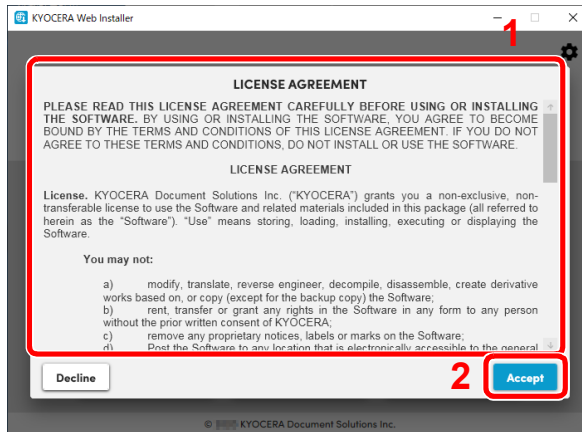 KYOCERA Web Installer
1
LICENSE AGREEMENT
PLEASE READ THIS LICENSE AGREEMENT CAREFULLY BEFORE USING OR INSTALLING
THE SOFTWARE. BY USING OR INSTALLING THE SOFTWARE, YOU AGREE TO BECOME
BOUND BY THE TERMS AND CONDITIONS OF THIS LICENSE AGREEMENT. IF YOU DO NOT
AGREE TO THESE TERMS AND CONDITIONS, DO NOT INSTALL OR USE THE SOFTWARE.
LICENSE AGREEMENT
License. KYOCERA Document Solutions Inc. ("KYOCERA") grants you a non-exclusive, non-
transferable license to use the Software and related materials included in this package (all referred to
herein as the "Software"). "Use" means storing, loading, installing, executing or displaying the
Software.
You may not:
a) modify, translate, reverse engineer, decompile, disassemble, create derivative
works based on, or copy (except for the backup copy) the Software;
b) rent, transfer or grant any rights in the Software in any form to any person
without the prior written consent of KYOCERA;
c) remove any proprietary notices, labels or marks on the Software;
d) Post the Software to any location that is electronically accessible to the general
Decline
2
Accept
© KYOCERA Document Solutions Inc.